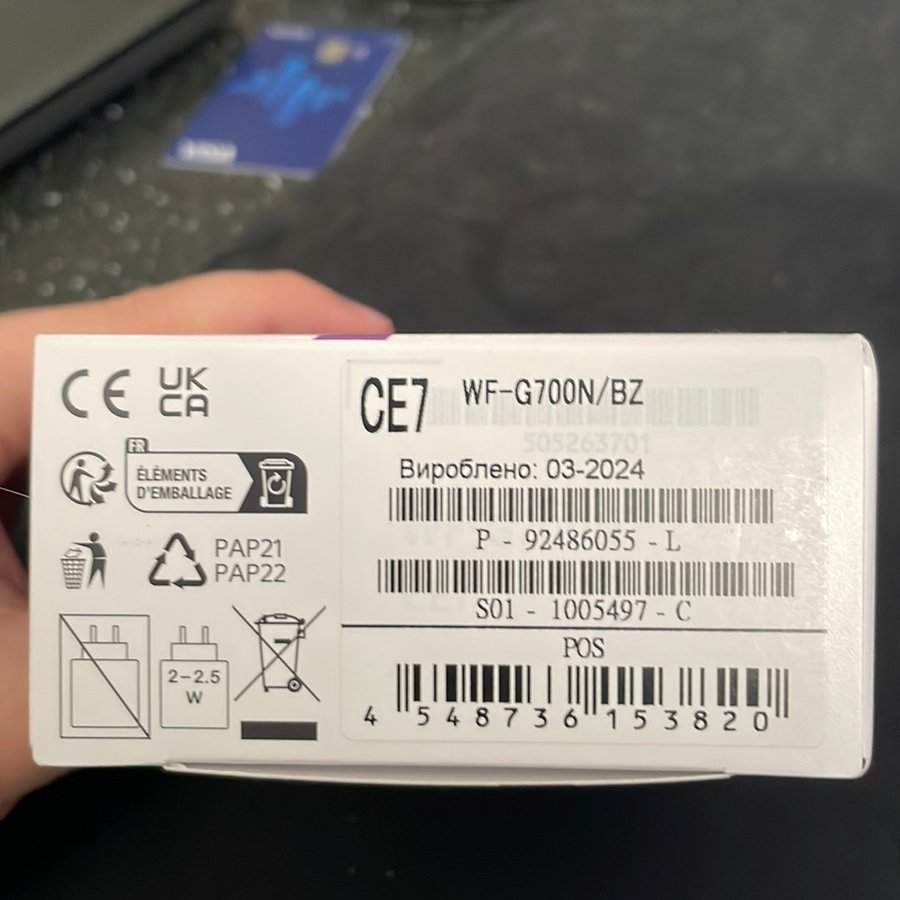 CE
UK
CA
FR
ÉLÉMENTS
D'EMBALLAGE
PAP21
PAP22
2–2.5
W
CE7 WF-G700N/BZ
505263701
Вироблено: 03-2024
P - 92486055 - L
S01 - 1005497 - C
POS
4 548736 153820